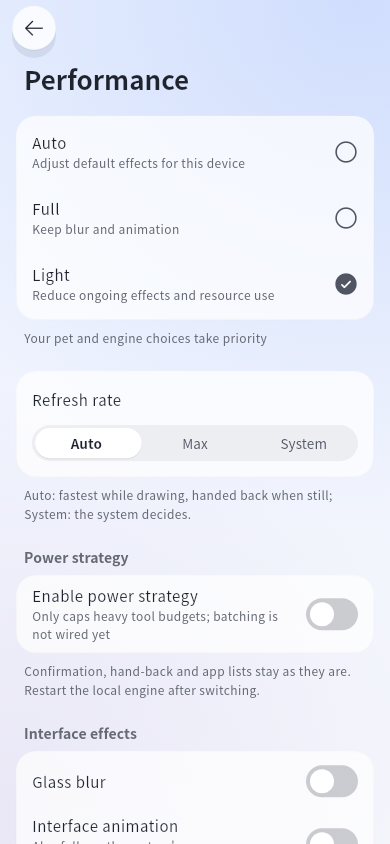 Performance
Auto
Adjust default effects for this device
Full
Keep blur and animation
Light
Reduce ongoing effects and resource use
Your pet and engine choices take priority
Refresh rate
Auto
Max
System
Auto: fastest while drawing, handed back when still;
System: the system decides.
Power strategy
Enable power strategy
Only caps heavy tool budgets; batching is
not wired yet
Confirmation, hand-back and app lists stay as they are.
Restart the local engine after switching.
Interface effects
Glass blur
Interface animation